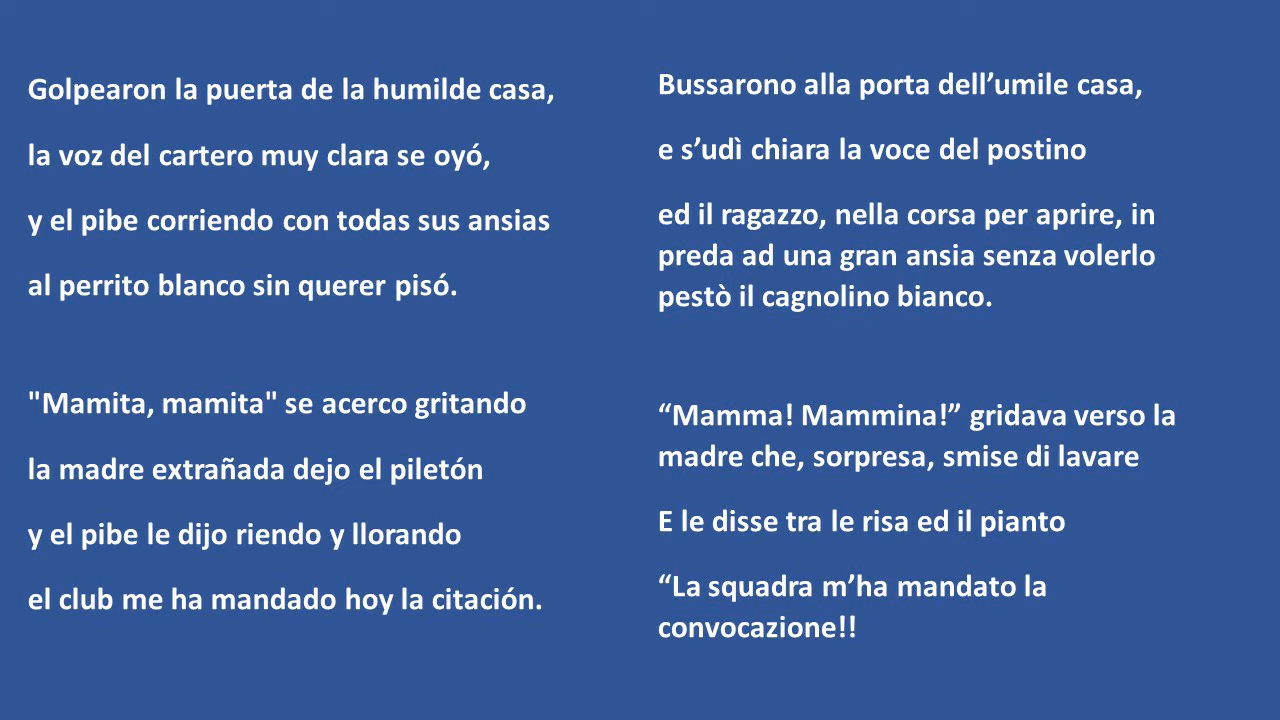 Golpearon la puerta de la humilde casa,
la voz del cartero muy clara se oyó,
y el pibe corriendo con todas sus ansias
al perrito blanco sin querer pisó.
"Mamita, mamita" se acerco gritando
la madre extrañada dejo el piletón
y el pibe le dijo riendo y llorando
el club me ha mandado hoy la citación.
Bussarono alla porta dell’umile casa,
e s’udì chiara la voce del postino
ed il ragazzo, nella corsa per aprire, in
preda ad una gran ansia senza volerlo
pestò il cagnolino bianco.
“Mamma! Mammina!” gridava verso la
madre che, sorpresa, smise di lavare
E le disse tra le risa ed il pianto
“La squadra m’ha mandato la
convocazione!!